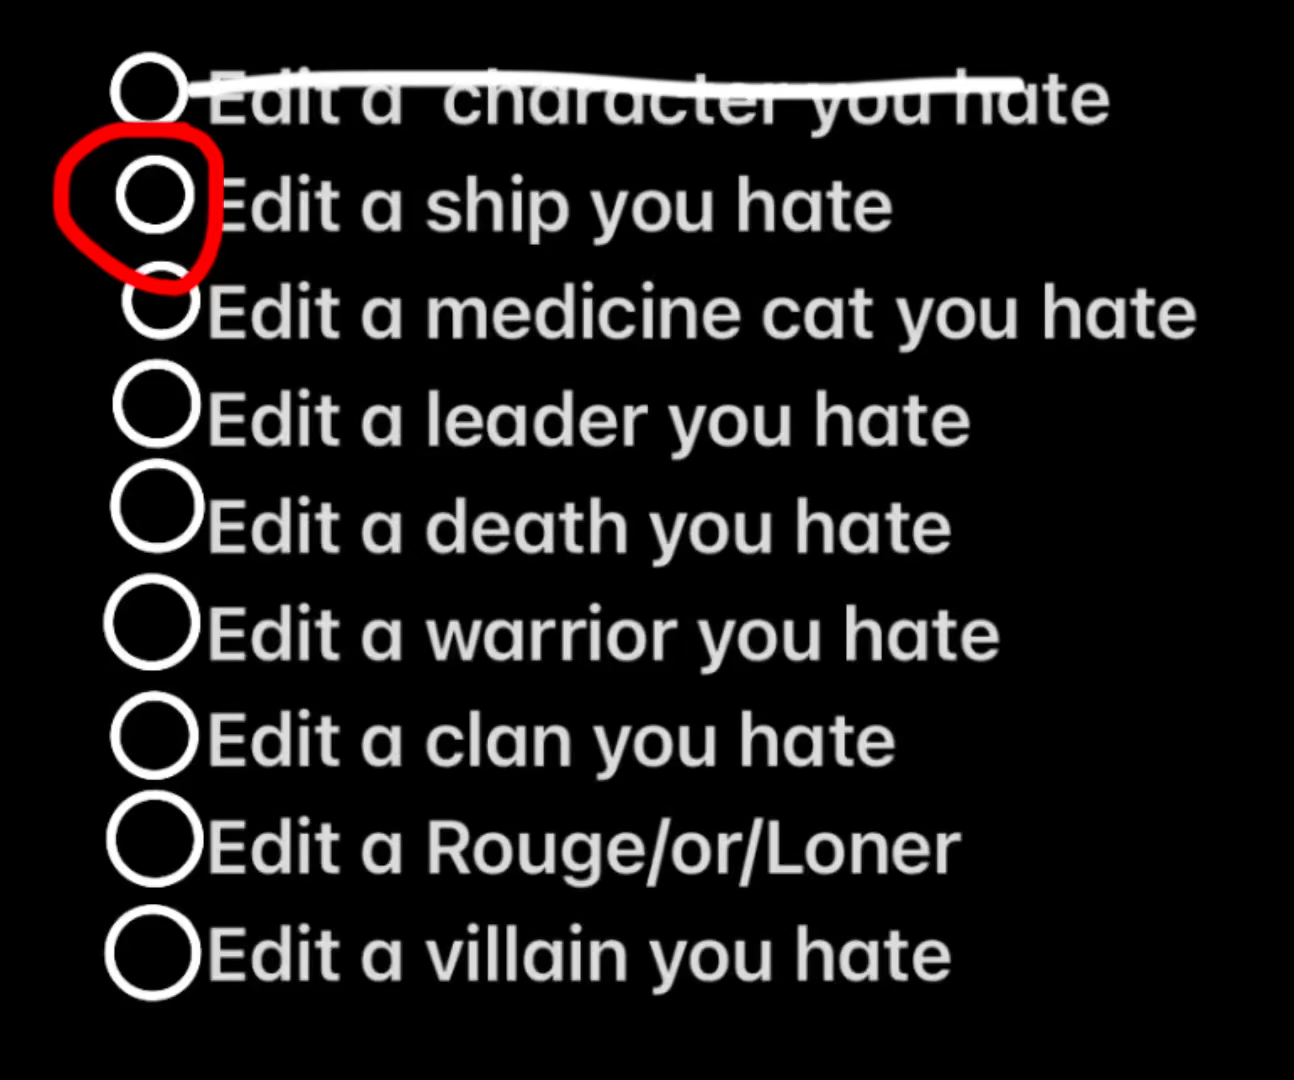 Edit a character you hate
Edit a ship you hate
Edit a medicine cat you hate
Edit a leader you hate
Edit a death you hate
Edit a warrior you hate
Edit a clan you hate
Edit a Rouge/or/Loner
Edit a villain you hate